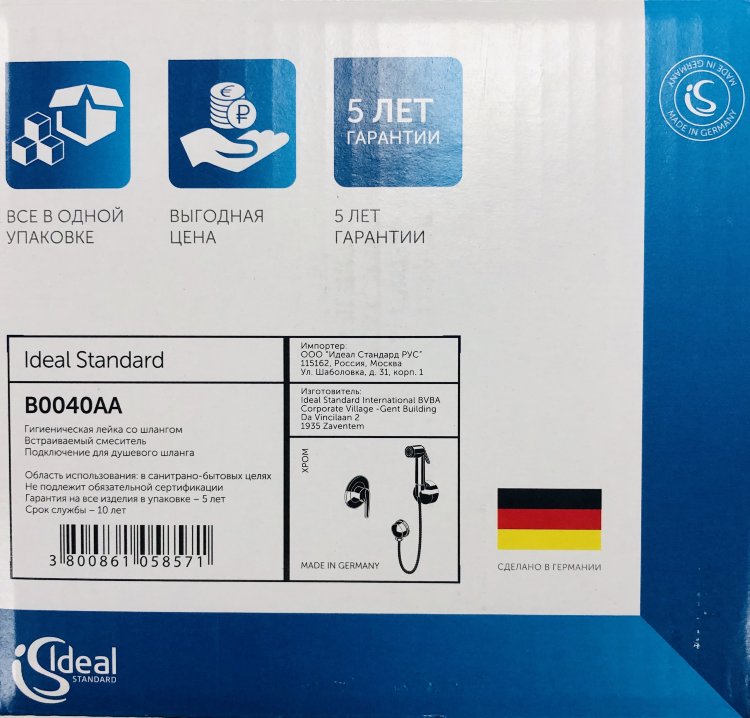 MADE IN GERMANY
MADE IN GERMANY
€
₽
5 ЛЕТ
ГАРАНТИИ
ВСЕ В ОДНОЙ
УПАКОВКЕ
ВЫГОДНАЯ
ЦЕНА
5 ЛЕТ
ГАРАНТИИ
Ideal Standard
B0040AA
Гигиеническая лейка со шлангом
Встраиваемый смеситель
Подключение для душевого шланга
Область использования: в санитрано-бытовых целях
Не подлежит обязательной сертификации
Гарантия на все изделия в упаковке – 5 лет
Срок службы – 10 лет
3 800861 058571
Импортер:
ООО "Идеал Стандард РУС"
115162, Россия, Москва
Ул. Шаболовка, д. 31, корп. 1
Изготовитель:
Ideal Standard International BVBA
Corporate Village -Gent Building
Da Vincilaan 2
1935 Zaventem
ХРОМ
MADE IN GERMANY
СДЕЛАНО В ГЕРМАНИИ
Ideal
STANDARD